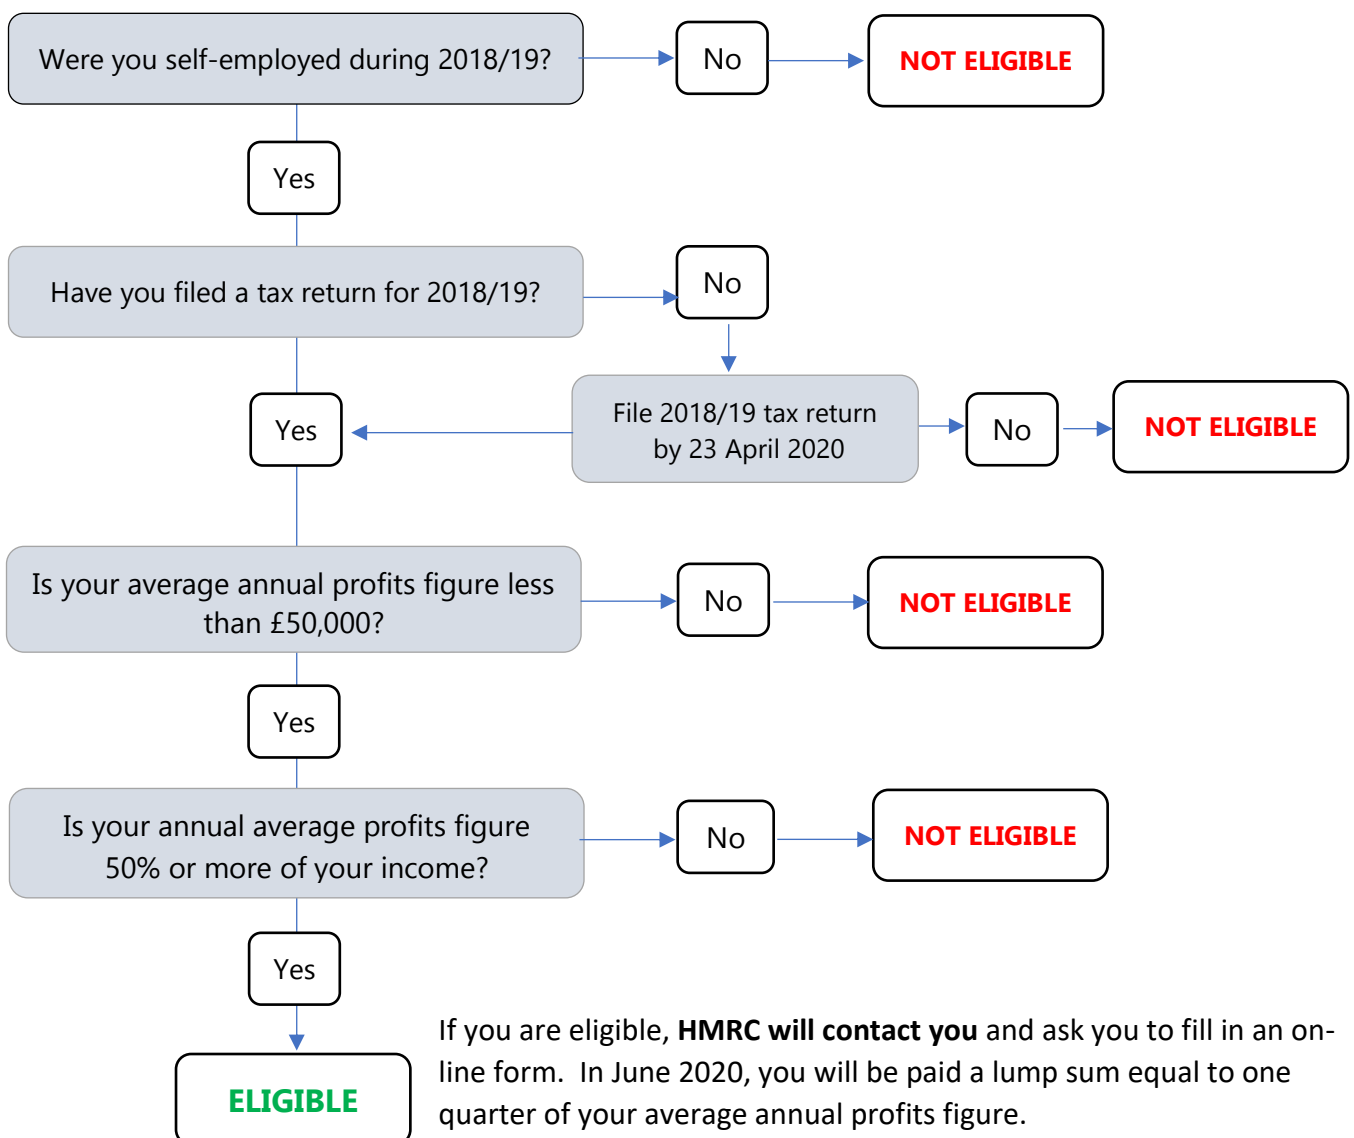 Were you self-employed during 2018/19?
No
NOT ELIGIBLE
Yes
Have you filed a tax return for 2018/19?
No
File 2018/19 tax return
by 23 April 2020
No
NOT ELIGIBLE
Yes
Is your average annual profits figure less
than £50,000?
No
NOT ELIGIBLE
Yes
Is your annual average profits figure
50% or more of your income?
No
NOT ELIGIBLE
Yes
ELIGIBLE
If you are eligible, HMRC will contact you and ask you to fill in an on-
line form. In June 2020, you will be paid a lump sum equal to one
quarter of your average annual profits figure.